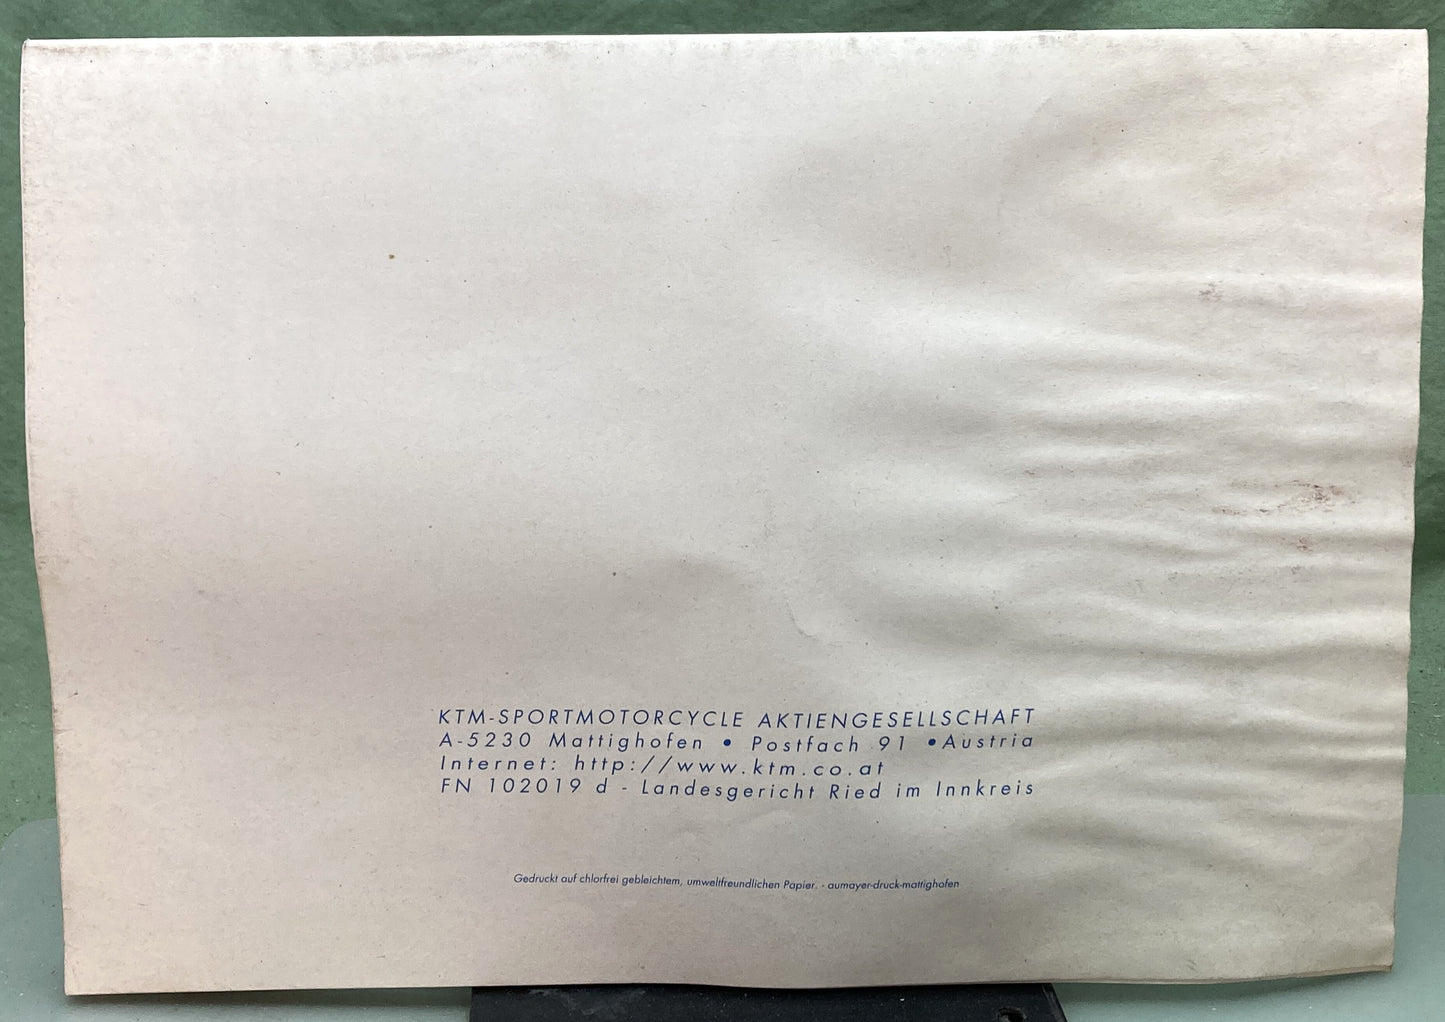 KTM-SPORTMOTORCYCLE AKTIENGESELLSCHAFT
A-5230 Mattighofen • Postfach 91 •Austria
Internet: http://www.ktm.co.at
FN 102019 d - Landesgericht Ried im Innkreis
Gedruckt auf chlorfrei gebleichtem, umweltfreundlichen Papier. - aumayer-druck-mattighofen